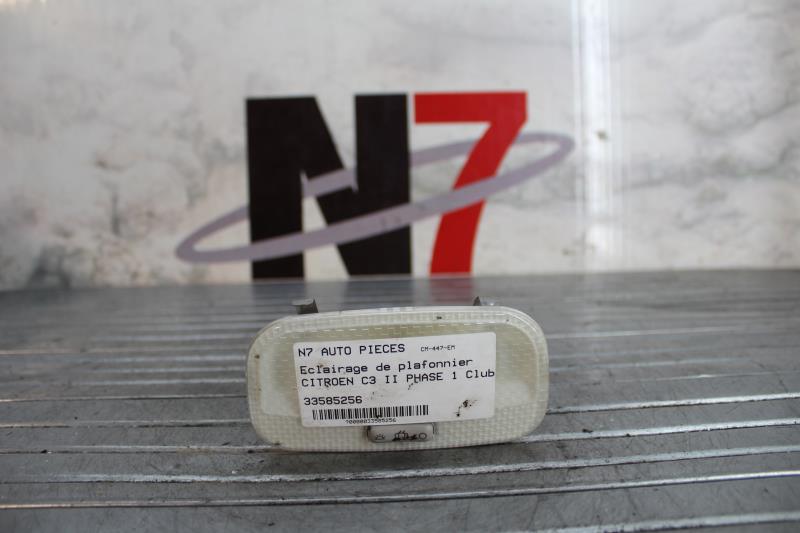 N7
N7 AUTO PIECES CM-447-EM
Eclairage de plafonnier
CITROEN C3 II PHASE 1 Club
33585256